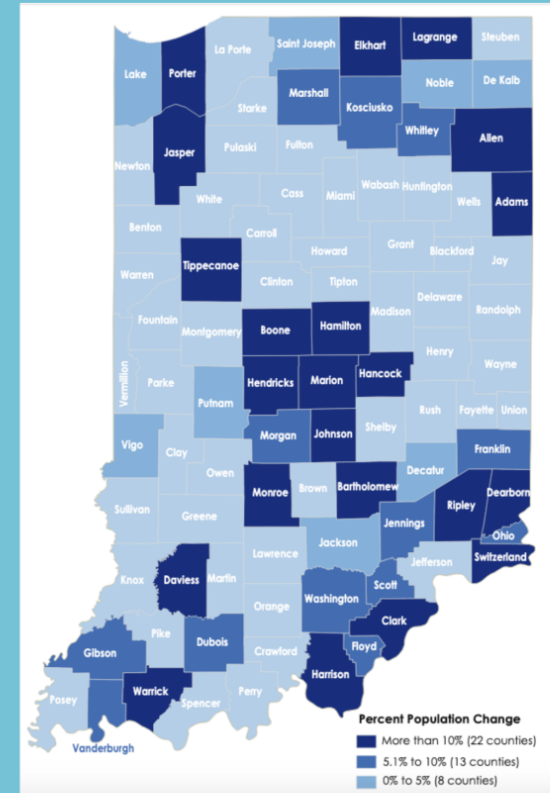 Saint Joseph
Elkhart
Lagrange
Steuben
La Porte
Lake
Porter
Noble
De Kalb
Marshall
Kosciusko
Starke
Whitley
Allen
Jasper
Pulaski
Fulton
Newton
Wabash
Huntington
Cass
Miami
White
Wells
Adams
Benton
Carroll
Grant
Howard
Blackford
Jay
Tippecanoe
Warren
Clinton
Tipton
Delaware
Madison
Randolph
Fountain
Montgomery
Boone
Hamilton
Henry
Wayne
Vermillion
Parke
Hendricks
Marion
Hancock
Putnam
Rush
Fayette
Union
Shelby
Vigo
Morgan
Johnson
Clay
Franklin
Owen
Decatur
Monroe
Brown
Bartholomew
Dearborn
Ripley
Sullivan
Greene
Jennings
Ohio
Jackson
Lawrence
Switzerland
Jefferson
Knox
Daviess
Martin
Scott
Washington
Orange
Clark
Pike
Dubois
Gibson
Crawford
Floyd
Harrison
Posey
Warrick
Perry
Spencer
Vanderburgh
Percent Population Change
More than 10% (22 counties)
5.1% to 10% (13 counties)
0% to 5% (8 counties)